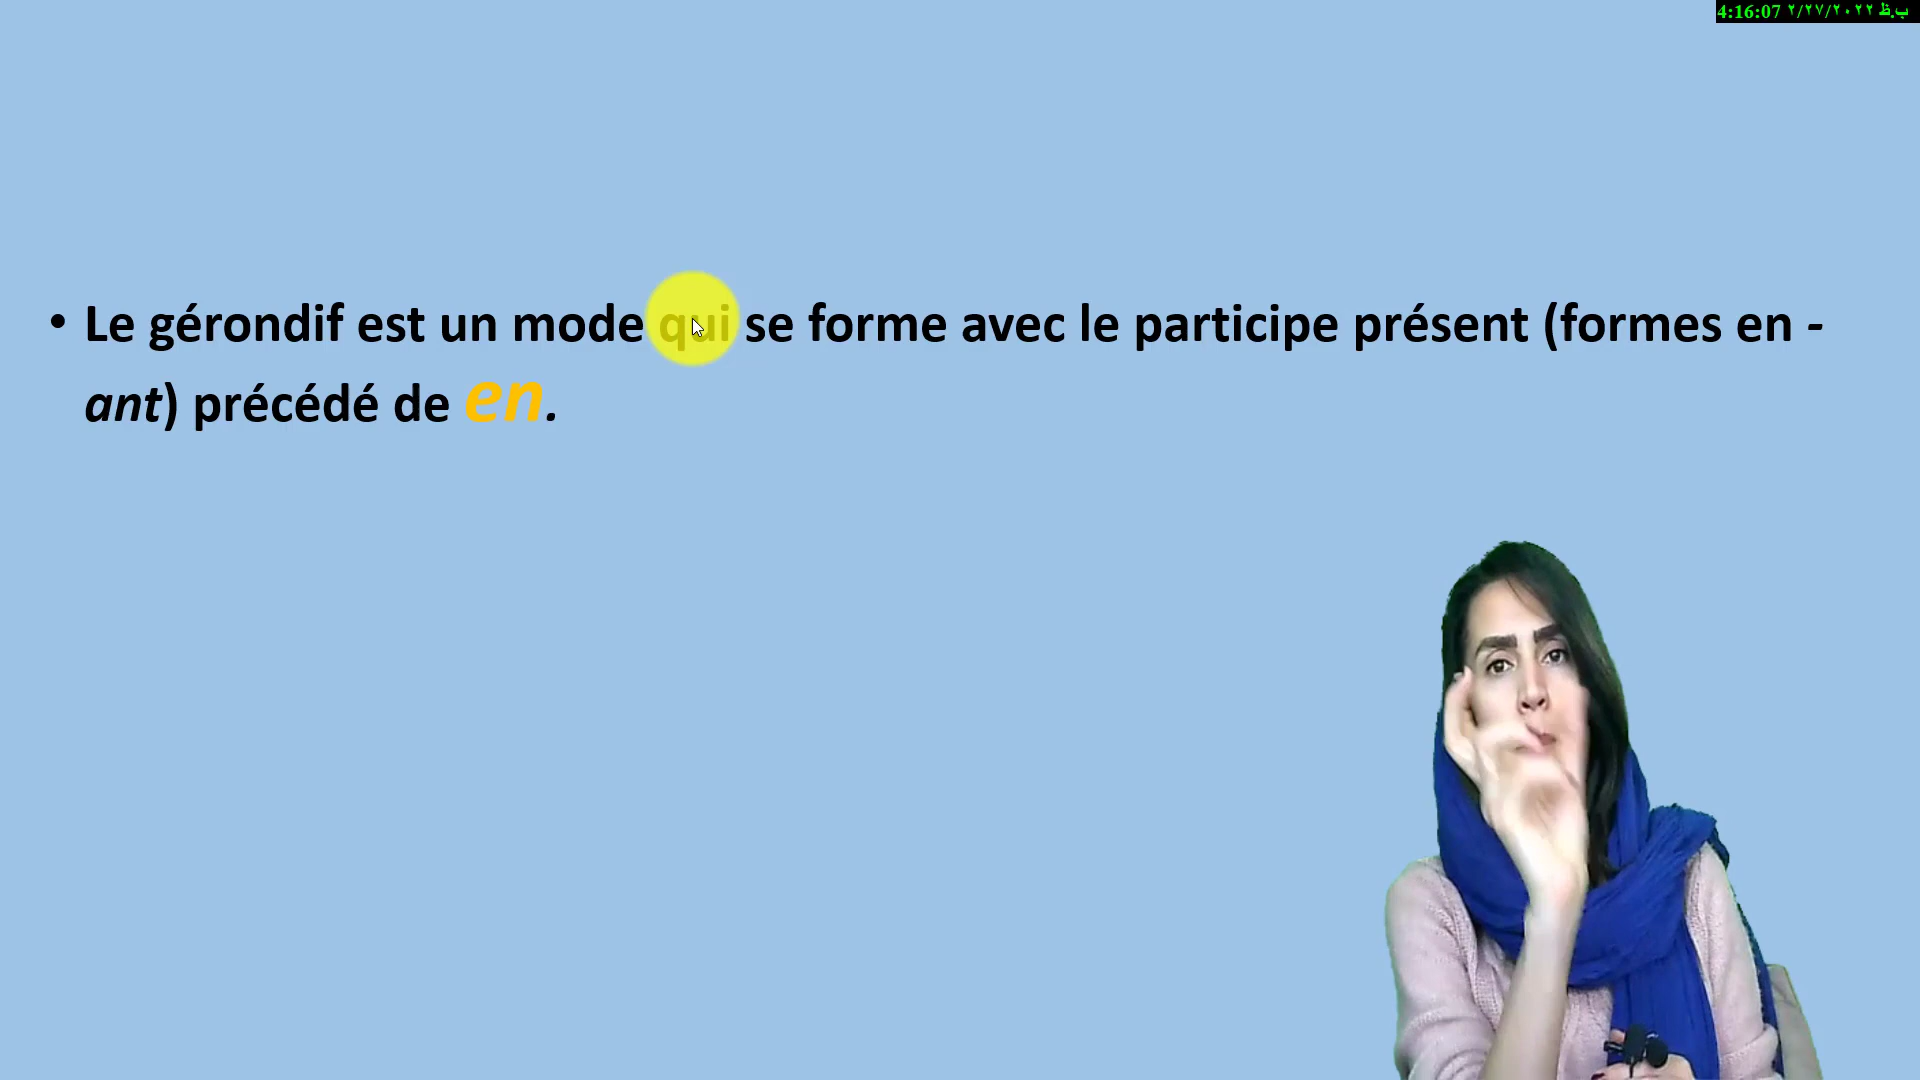 4:16:07 ۲/۲۷/۲۰۲۲ ب.ظ
• Le gérondif est un mode qui se forme avec le participe présent (formes en -
ant) précédé de en.